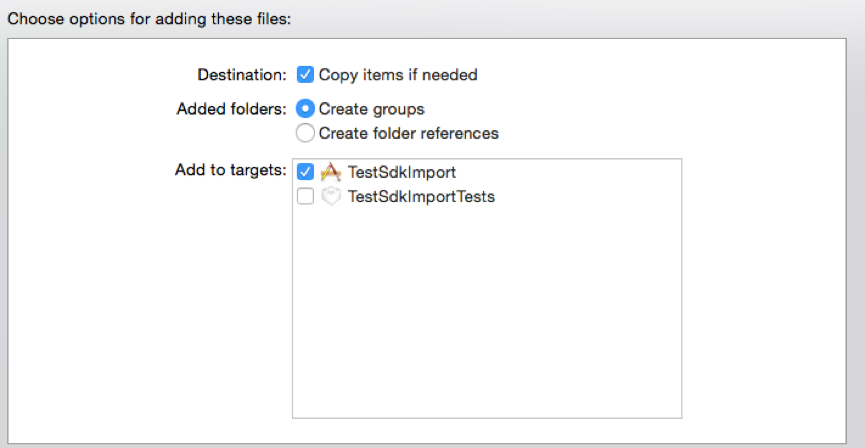 Choose options for adding these files:
Destination: Copy items if needed
Added folders: Create groups
Create folder references
Add to targets: TestSdkImport
TestSdkImportTests